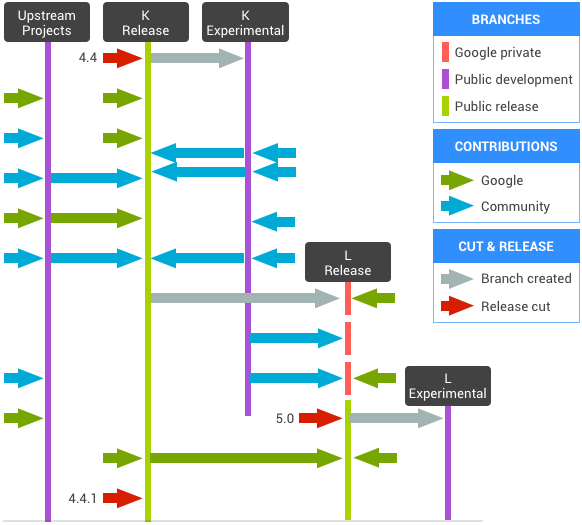 Upstream
Projects
K
Release
K
Experimental
BRANCHES
Google private
Public development
Public release
4.4
CONTRIBUTIONS
Google
Community
CUT & RELEASE
Branch created
Release cut
L
Release
L
Experimental
5.0
4.4.1